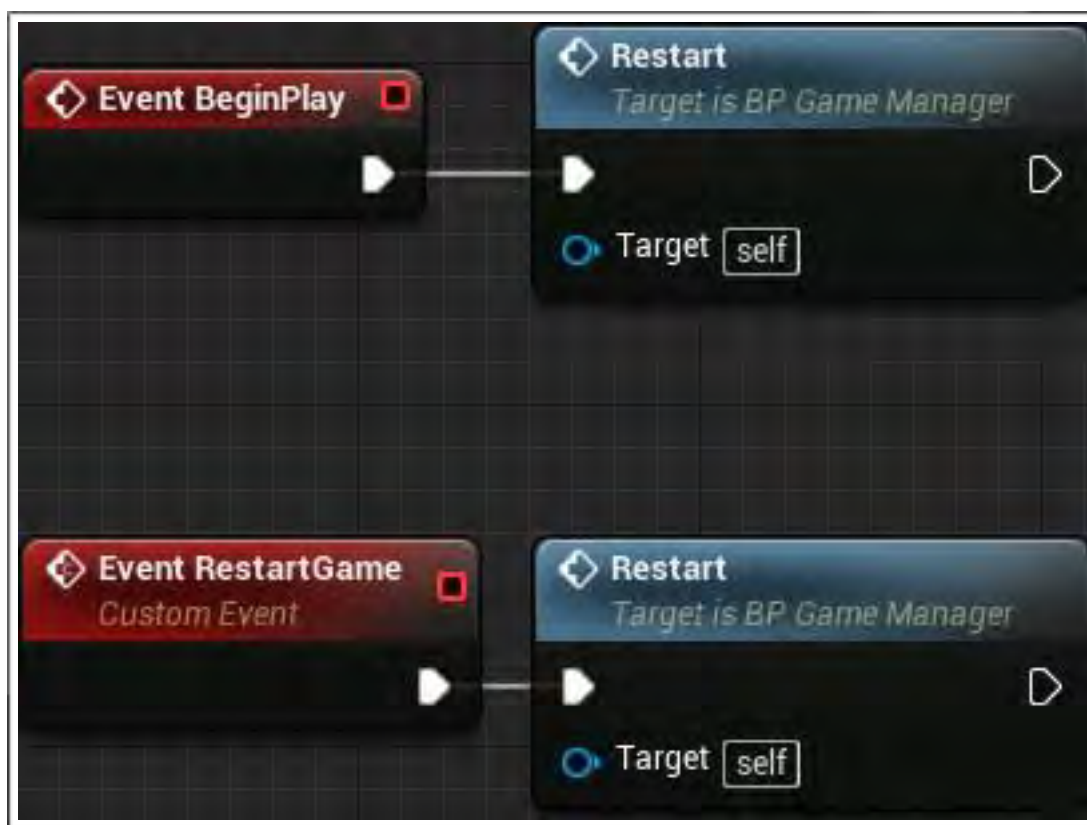 Event BeginPlay
Restart
Target is BP Game Manager
Target self
Event RestartGame
Custom Event
Restart
Target is BP Game Manager
Target self